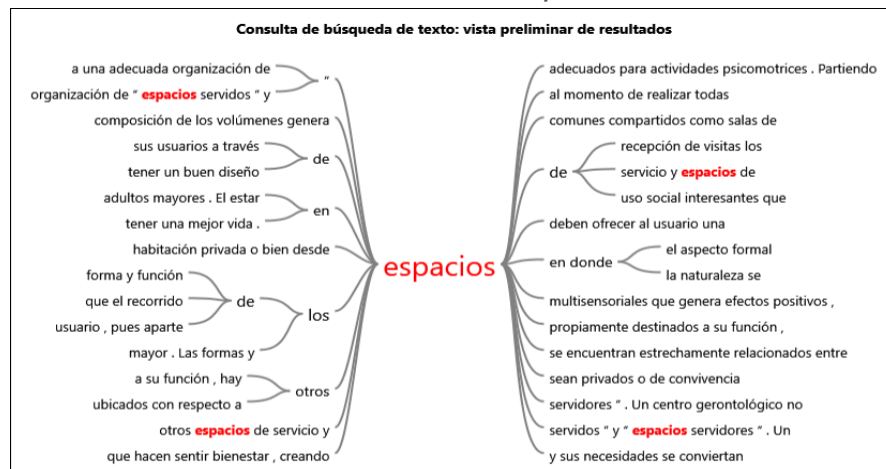 Consulta de búsqueda de texto: vista preliminar de resultados
a una adecuada organización de
organización de " espacios servidos " y
"
composición de los volúmenes genera
sus usuarios a través
tener un buen diseño
de
adultos mayores . El estar
tener una mejor vida .
en
habitación privada o bien desde
forma y función
que el recorrido
usuario , pues aparte
de
mayor . Las formas y
los
a su función , hay
ubicados con respecto a
otros
otros espacios de servicio y
que hacen sentir bienestar , creando
espacios
adecuados para actividades psicomotrices . Partiendo
al momento de realizar todas
comunes compartidos como salas de
de
recepción de visitas los
servicio y espacios de
uso social interesantes que
deben ofrecer al usuario una
en donde
el aspecto formal
la naturaleza se
multisensoriales que genera efectos positivos ,
propiamente destinados a su función ,
se encuentran estrechamente relacionados entre
sean privados o de convivencia
servidores " . Un centro gerontológico no
servidos " y " espacios servidores " . Un
y sus necesidades se conviertan